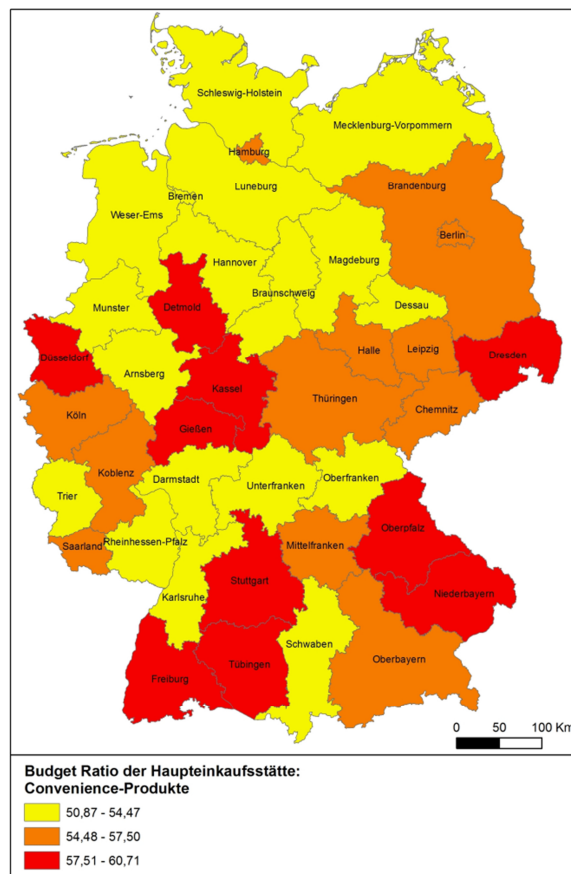 Schleswig-Holstein
Mecklenburg-Vorpommern
Hamburg
Brandenburg
Luneburg
Bremen
Weser-Ems
Berlin
Hannover
Magdeburg
Braunschweig
Munster
Detmold
Dessau
Düsseldorf
Halle
Leipzig
Dresden
Arnsberg
Kassel
Thüringen
Chemnitz
Köln
Gießen
Koblenz
Darmstadt
Unterfranken
Oberfranken
Trier
Oberpfalz
Saarland
Rheinhessen-Pfalz
Mittelfranken
Stuttgart
Niederbayern
Karlsruhe
Schwaben
Oberbayern
Tübingen
Freiburg
0 50 100 Km
Budget Ratio der Haupteinkaufsstätte:
Convenience-Produkte
50,87 - 54,47
54,48 - 57,50
57,51 - 60,71